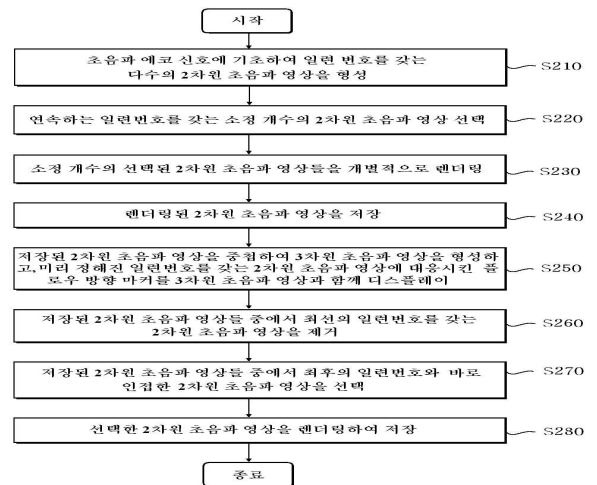 시작
초음파 에코 신호에 기초하여 일련 번호를 갖는
다수의 2차원 초음파 영상을 형성
S210
연속하는 일련번호를 갖는 소정 개수의 2차원 초음파 영상 선택
S220
소정 개수의 선택된 2차원 초음파 영상들을 개별적으로 렌더링
S230
렌더링된 2차원 초음파 영상을 저장
S240
저장된 2차원 초음파 영상을 중첩하여 3차원 초음파 영상을 형성하
고,미리 정해진 일련번호를 갖는 2차원 초음파 영상에 대응시킨 플
로우 방향 마커를 3차원 초음파 영상과 함께 디스플레이
S250
저장된 2차원 초음파 영상들 중에서 최선의 일련번호를 갖는
2차원 초음파 영상을 제거
S260
저장된 2차원 초음파 영상들 중에서 최후의 일련번호와 바로
인접한 2차원 초음파 영상을 선택
S270
선택한 2차원 초음파 영상을 렌더링하여 저장
S280
종료